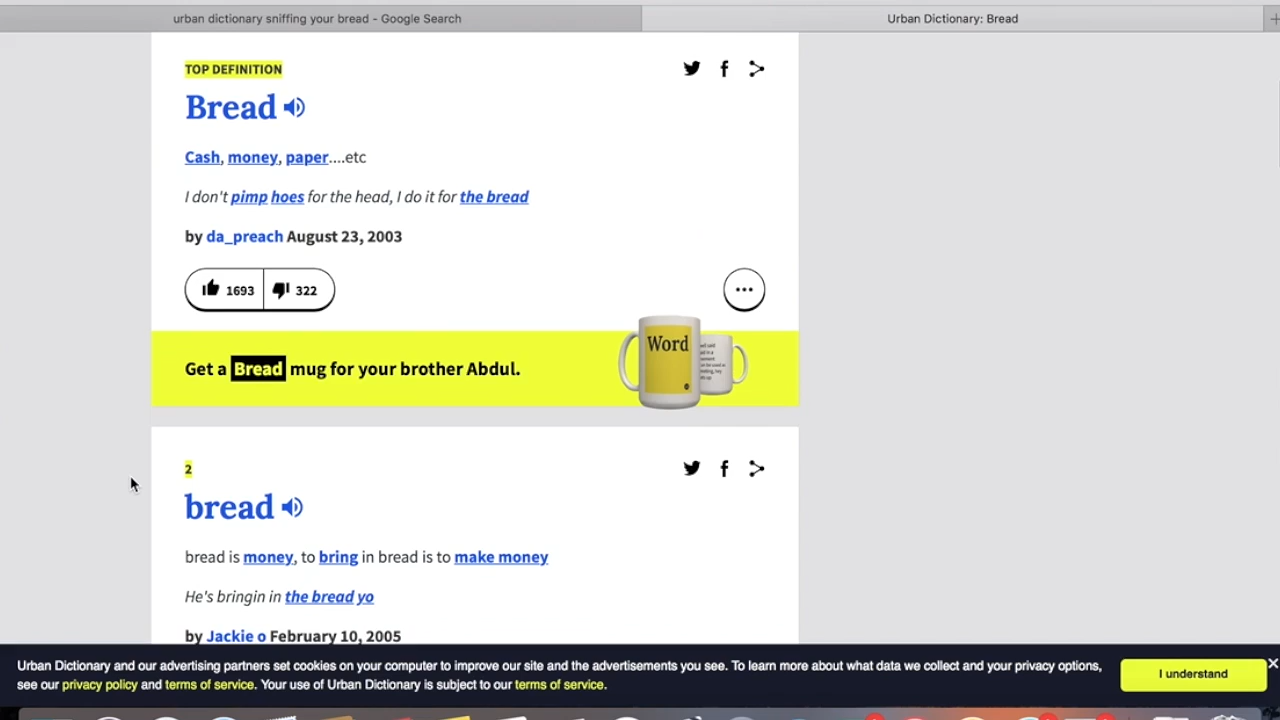 urban dictionary sniffing your bread - Google Search
Urban Dictionary: Bread
TOP DEFINITION
Bread
Cash, money, paper....etc
I don't pimp hoes for the head, I do it for the bread
by da_preach August 23, 2003
1693 322
Get a Bread mug for your brother Abdul.
Word
2
bread
bread is money, to bring in bread is to make money
He's bringin in the bread yo
by Jackie o February 10, 2005
Urban Dictionary and our advertising partners set cookies on your computer to improve our site and the advertisements you see. To learn more about what data we collect and your privacy options,
see our privacy policy and terms of service. Your use of Urban Dictionary is subject to our terms of service.
I understand